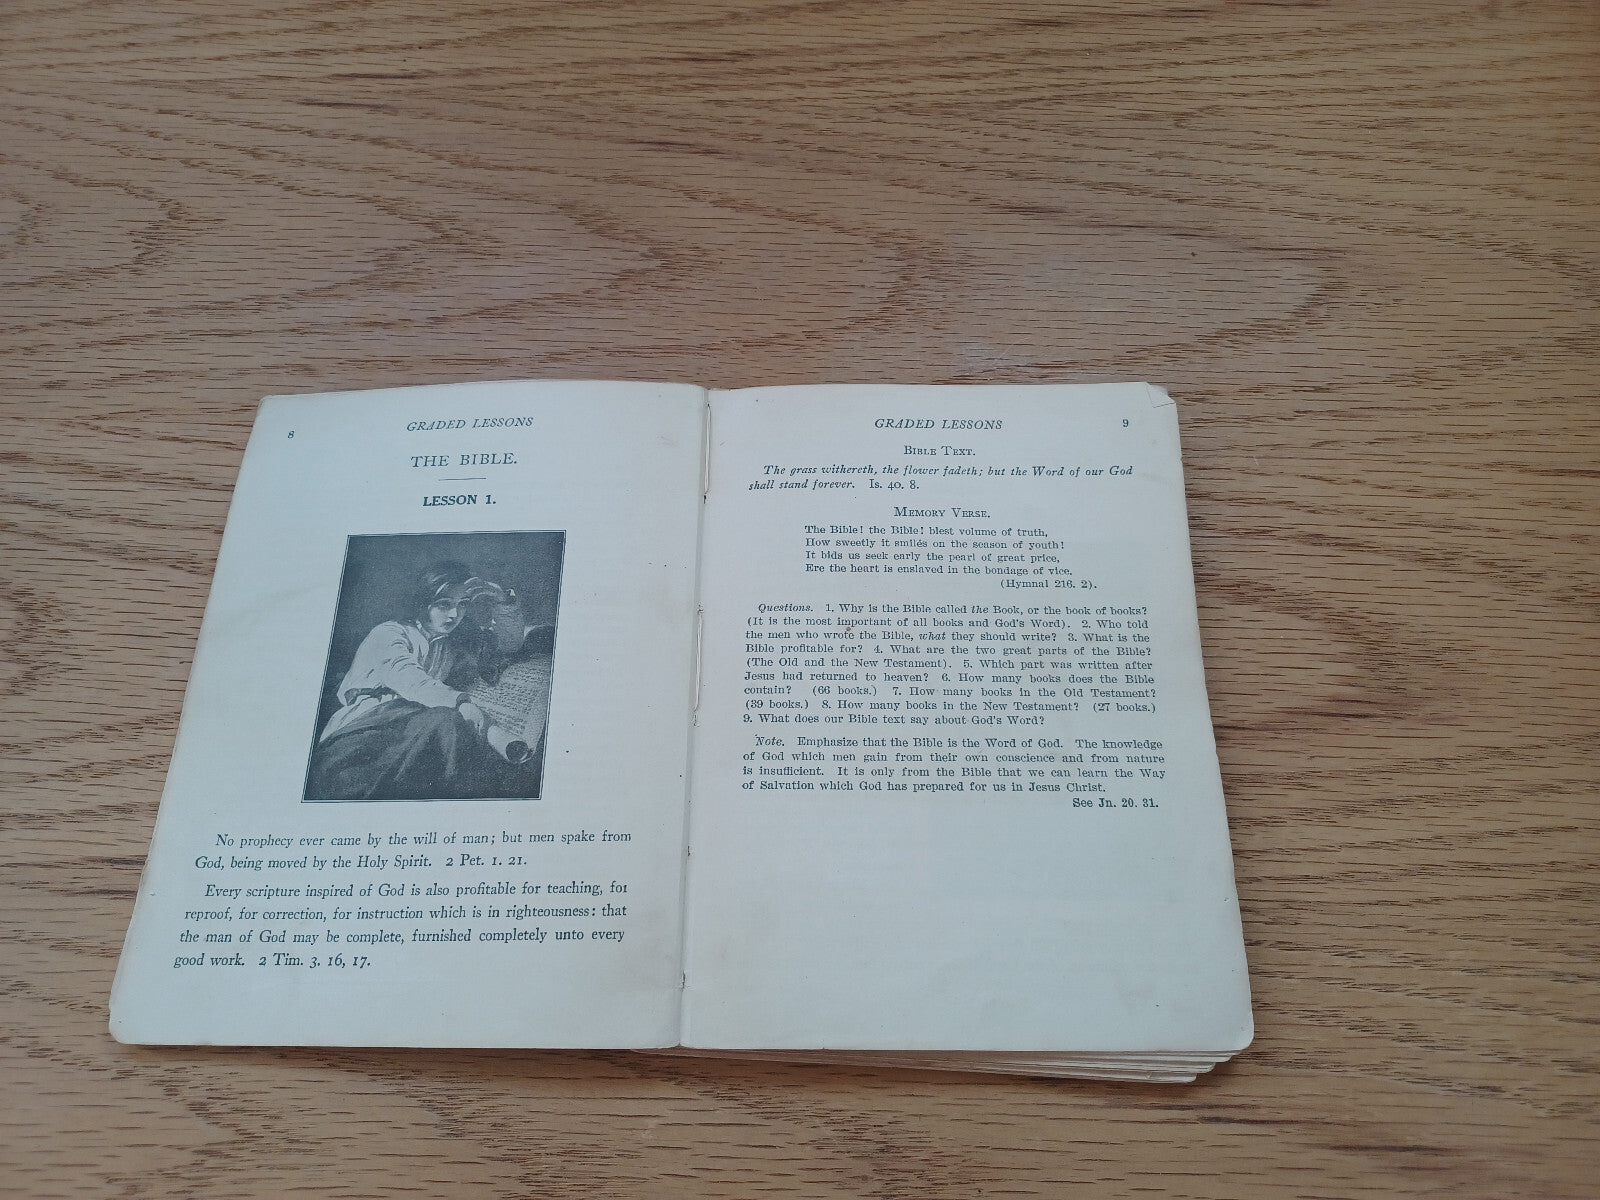 8
GRADED LESSONS
THE BIBLE.
LESSON 1.
No prophecy ever came by the will of man; but men spake from
God, being moved by the Holy Spirit. 2 Pet. 1. 21.
Every scripture inspired of God is also profitable for teaching, for
reproof, for correction, for instruction which is in righteousness: that
the man of God may be complete, furnished completely unto every
good work. 2 Tim. 3. 16, 17.
GRADED LESSONS
9
BIBLE TEXT.
The grass withereth, the flower fadeth; but the Word of our God
shall stand forever. Is. 40. 8.
MEMORY VERSE.
The Bible! the Bible! blest volume of truth,
How sweetly it smiles on the season of youth!
It bids us seek early the pearl of great price,
Ere the heart is enslaved in the bondage of vice.
(Hymnal 216. 2).
Questions. 1. Why is the Bible called the Book, or the book of books?
(It is the most important of all books and God's Word). 2. Who told
the men who wrote the Bible, what they should write? 3. What is the
Bible profitable for? 4. What are the two great parts of the Bible?
(The Old and the New Testament). 5. Which part was written after
Jesus had returned to heaven? 6. How many books does the Bible
contain? (66 books.) 7. How many books in the Old Testament?
(39 books.) 8. How many books in the New Testament? (27 books.)
9. What does our Bible text say about God's Word?
Note. Emphasize that the Bible is the Word of God. The knowledge
of God which men gain from their own conscience and from nature
is insufficient. It is only from the Bible that we can learn the Way
of Salvation which God has prepared for us in Jesus Christ.
See Jn. 20. 31.